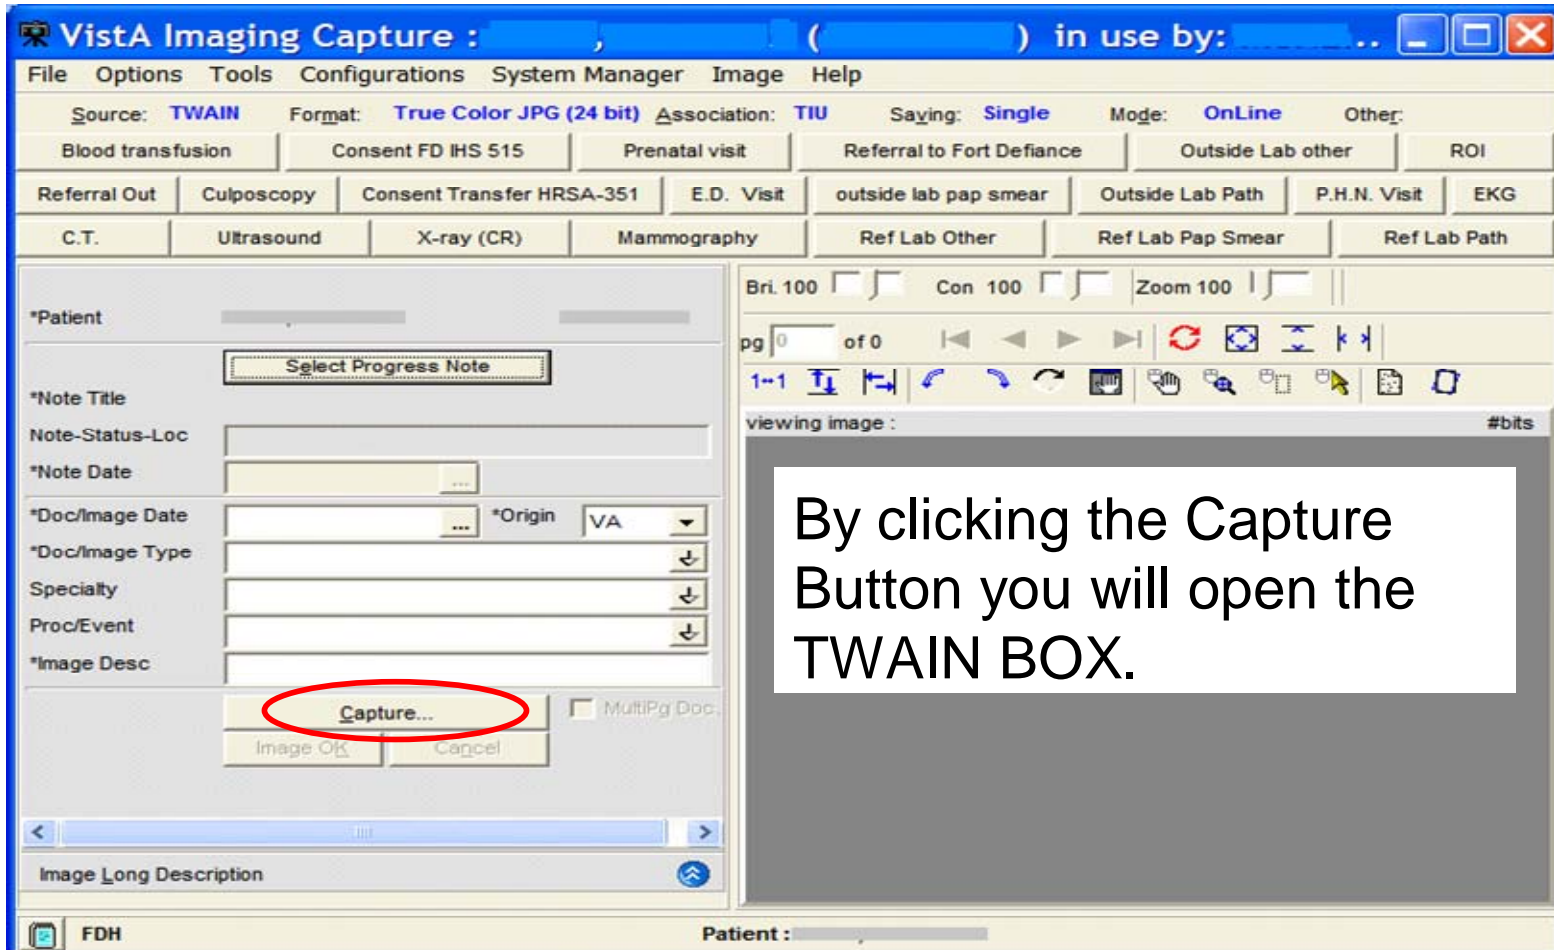 VistA Imaging Capture : , ( ) in use by: ..
File Options Tools Configurations System Manager Image Help
Source: TWAIN Format: True Color JPG (24 bit) Association: TIU Saving: Single Mode: OnLine Other:
Blood transfusion Consent FD IHS 515 Prenatal visit Referral to Fort Defiance Outside Lab other ROI
Referral Out Culposcopy Consent Transfer HRSA-351 E.D. Visit outside lab pap smear Outside Lab Path P.H.N. Visit EKG
C.T. Ultrasound X-ray (CR) Mammography Ref Lab Other Ref Lab Pap Smear Ref Lab Path
Bri. 100 Con 100 Zoom 100
*Patient
pg 0 of 0
Select Progress Note
1↔1
*Note Title
viewing image : #bits
Note-Status-Loc
*Note Date ...
*Doc/Image Date ... *Origin VA
*Doc/Image Type
Specialty
Proc/Event
*Image Desc
By clicking the Capture
Button you will open the
TWAIN BOX.
Capture... MultiPg Doc.
Image OK Cancel
Image Long Description
FDH Patient :